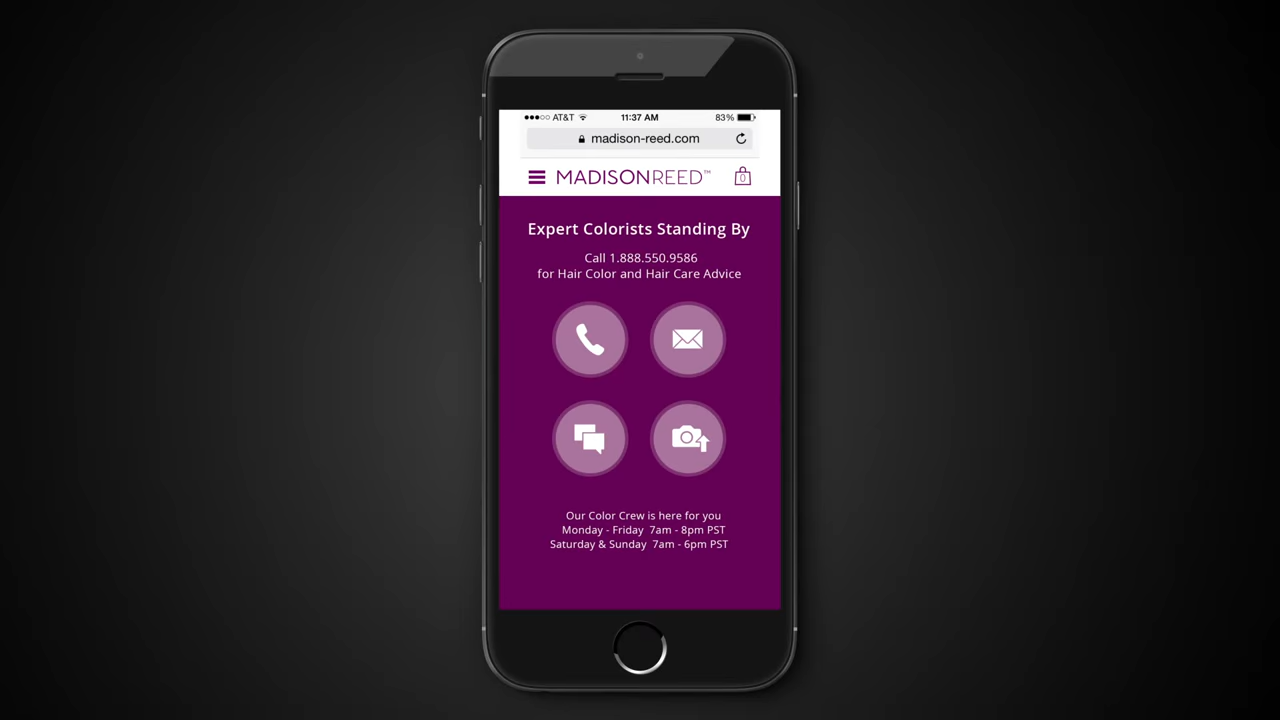 AT&T 11:37 AM 83%
madison-reed.com
MADISONREED™ 0
Expert Colorists Standing By
Call 1.888.550.9586
for Hair Color and Hair Care Advice
Our Color Crew is here for you
Monday - Friday 7am - 8pm PST
Saturday & Sunday 7am - 6pm PST